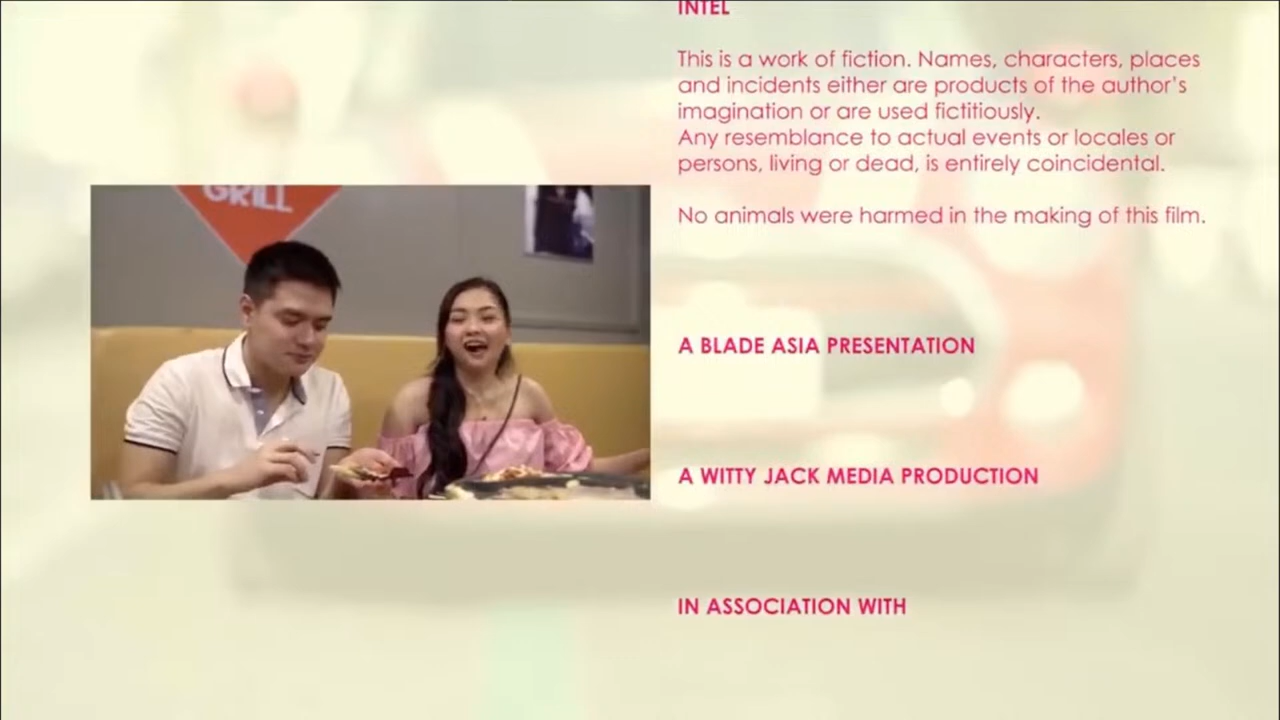 INTEL
This is a work of fiction. Names, characters, places
and incidents either are products of the author's
imagination or are used fictitiously.
Any resemblance to actual events or locales or
persons, living or dead, is entirely coincidental.
No animals were harmed in the making of this film.
GRILL
A BLADE ASIA PRESENTATION
A WITTY JACK MEDIA PRODUCTION
IN ASSOCIATION WITH